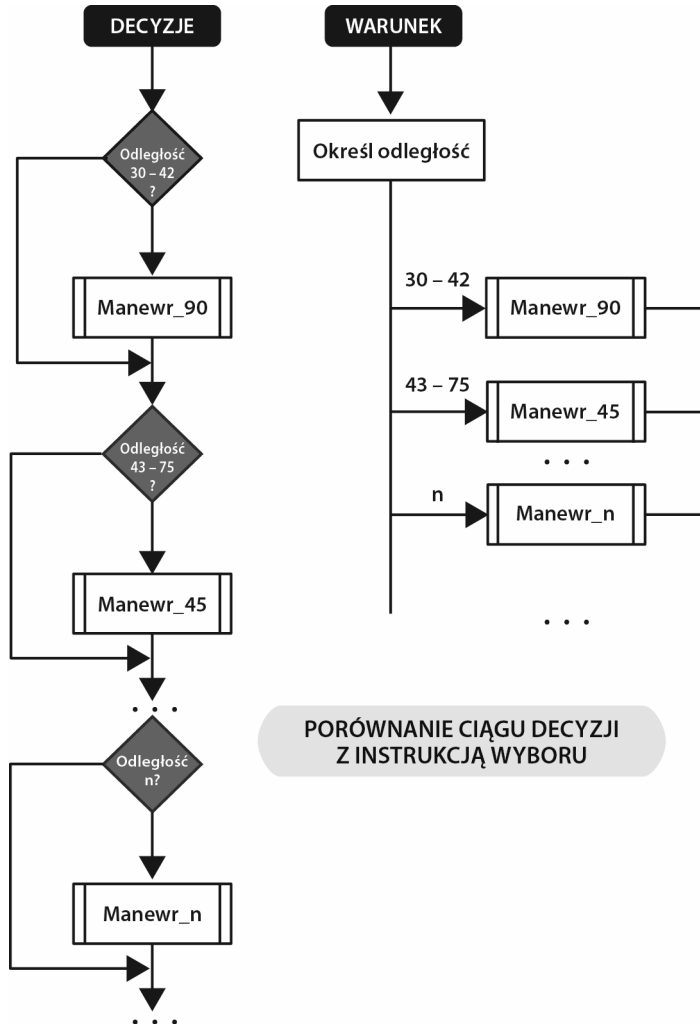 DECYZJE
Odległość
30 – 42
?
Manewr_90
Odległość
43 – 75
?
Manewr_45
. . .
Odległość
n?
Manewr_n
. . .
WARUNEK
Określ odległość
30 – 42
Manewr_90
43 – 75
Manewr_45
. . .
n
Manewr_n
. . .
PORÓWNANIE CIĄGU DECYZJI
Z INSTRUKCJĄ WYBORU